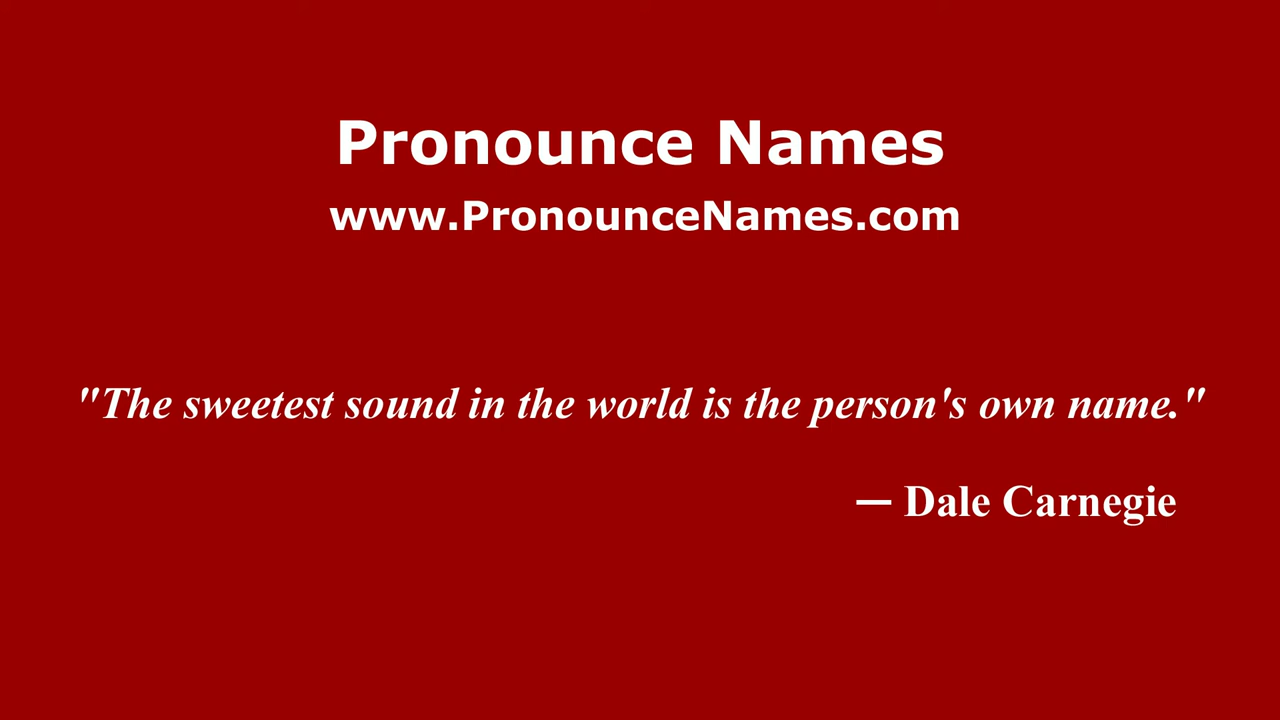 Pronounce Names
www.PronounceNames.com
"The sweetest sound in the world is the person's own name."
— Dale Carnegie